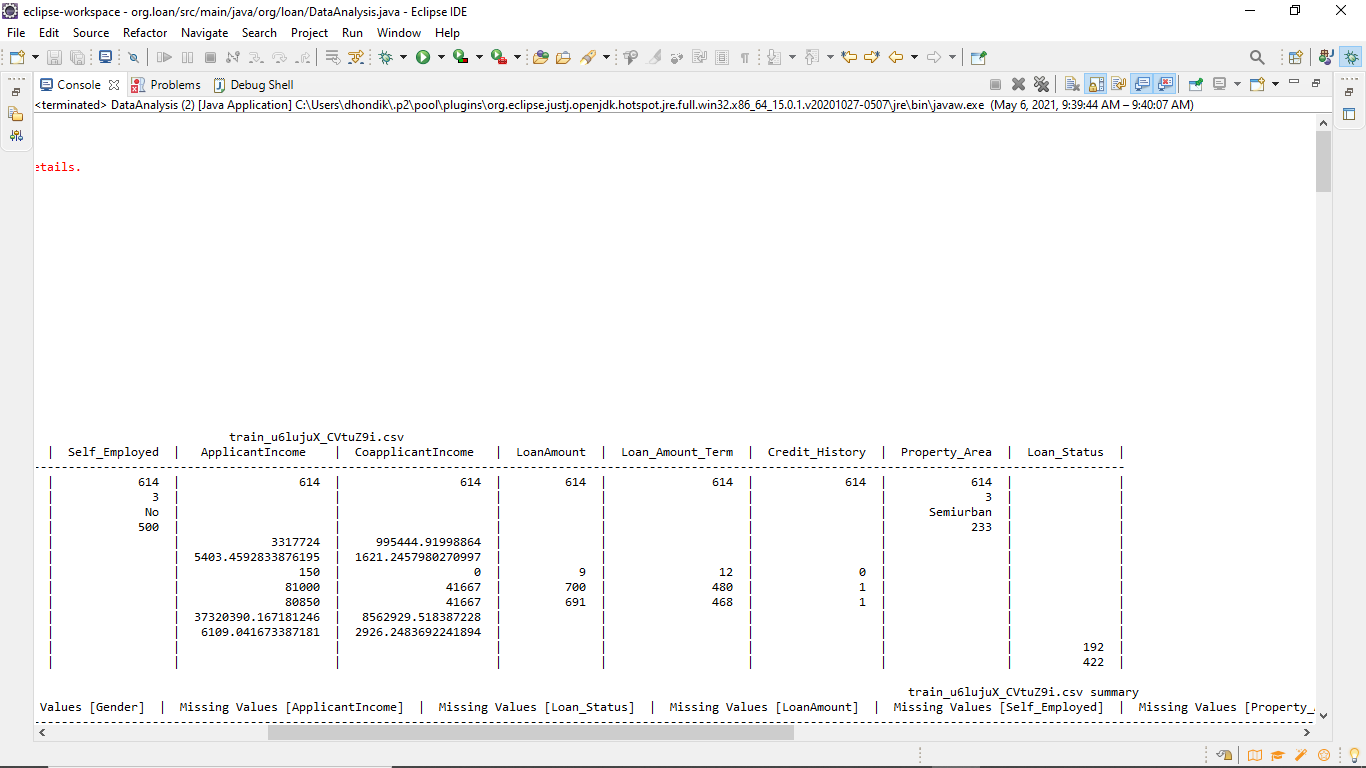 eclipse-workspace - org.loan/src/main/java/org/loan/DataAnalysis.java - Eclipse IDE
File Edit Source Refactor Navigate Search Project Run Window Help
Console Problems Debug Shell
<terminated> DataAnalysis (2) [Java Application] C:\Users\dhondik\.p2\pool\plugins\org.eclipse.justj.openjdk.hotspot.jre.full.win32.x86_64_15.0.1.v20201027-0507\jre\bin\javaw.exe (May 6, 2021, 9:39:44 AM – 9:40:07 AM)
etails.
train_u6lujuX_CVtuZ9i.csv
| Self_Employed | ApplicantIncome | CoapplicantIncome | LoanAmount | Loan_Amount_Term | Credit_History | Property_Area | Loan_Status |
| 614 | 614 | 614 | 614 | 614 | 614 | 614 | |
| 3 | | | | | | 3 | |
| No | | | | | | Semiurban | |
| 500 | | | | | | 233 | |
| | 3317724 | 995444.91998864 | | | | | |
| | 5403.4592833876195 | 1621.2457980270997 | | | | | |
| | 150 | 0 | 9 | 12 | 0 | | |
| | 81000 | 41667 | 700 | 480 | 1 | | |
| | 80850 | 41667 | 691 | 468 | 1 | | |
| | 37320390.167181246 | 8562929.518387228 | | | | | |
| | 6109.041673387181 | 2926.2483692241894 | | | | | |
| | | | | | | | 192 |
| | | | | | | | 422 |
train_u6lujuX_CVtuZ9i.csv summary
Values [Gender] | Missing Values [ApplicantIncome] | Missing Values [Loan_Status] | Missing Values [LoanAmount] | Missing Values [Self_Employed] | Missing Values [Property_